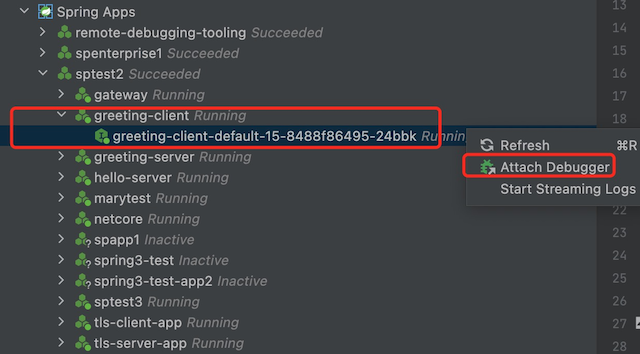 Spring Apps
remote-debugging-tooling Succeeded
spenterprise1 Succeeded
sptest2 Succeeded
gateway Running
greeting-client Running
greeting-client-default-15-8488f86495-24bbk Runnin
greeting-server Running
hello-server Running
marytest Running
netcore Running
spapp1 Inactive
spring3-test Inactive
spring3-test-app2 Inactive
sptest3 Running
tls-client-app Running
tls-server-app Running
Refresh ⌘R
Attach Debugger
Start Streaming Logs
13
14
15
16
17
18
22
23
24
25
26
27
28